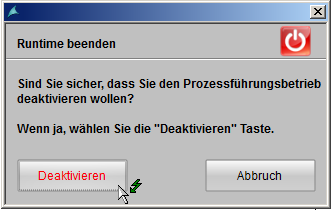 Runtime beenden
Sind Sie sicher, dass Sie den Prozessführungsbetrieb
deaktivieren wollen?
Wenn ja, wählen Sie die "Deaktivieren" Taste.
Deaktivieren
Abbruch